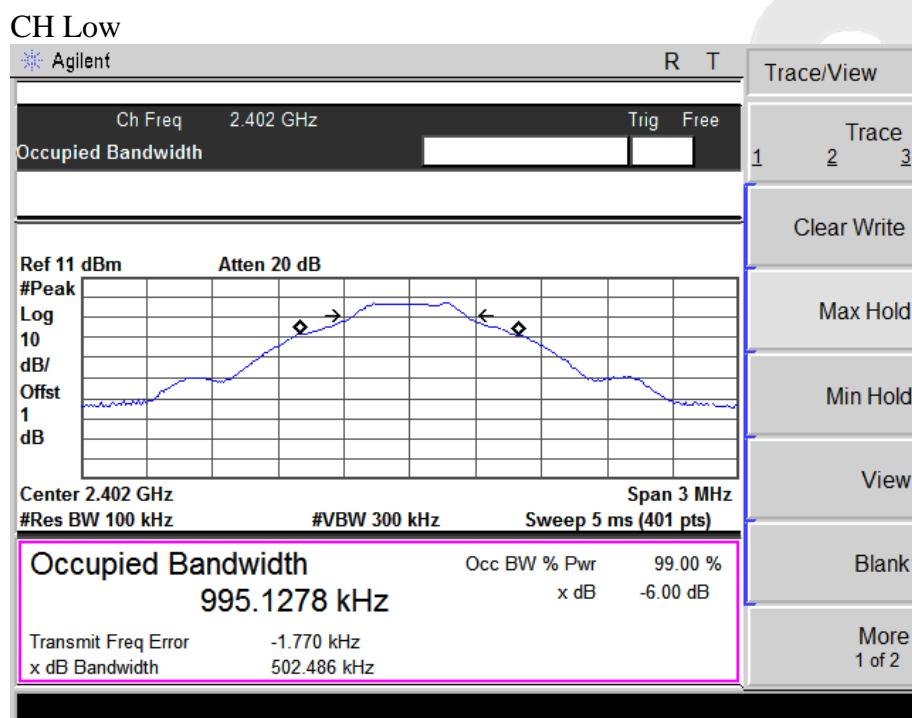 CH Low
Agilent R T
Ch Freq 2.402 GHz Trig Free
Occupied Bandwidth
Ref 11 dBm Atten 20 dB
#Peak
Log
10
dB/
Offst
1
dB
Center 2.402 GHz Span 3 MHz
#Res BW 100 kHz #VBW 300 kHz Sweep 5 ms (401 pts)
Occupied Bandwidth Occ BW % Pwr 99.00 %
995.1278 kHz x dB -6.00 dB
Transmit Freq Error -1.770 kHz
x dB Bandwidth 502.486 kHz
Trace/View
Trace
1 2 3
Clear Write
Max Hold
Min Hold
View
Blank
More
1 of 2